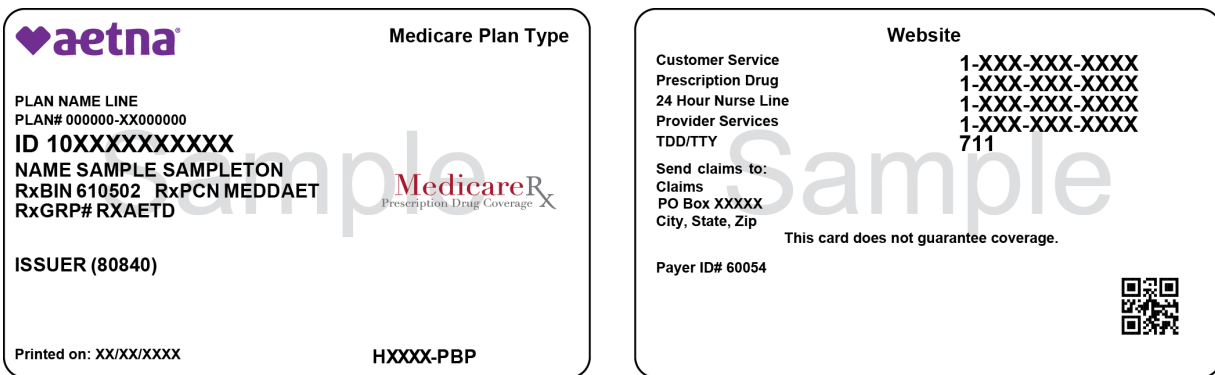 aetna®
Medicare Plan Type
PLAN NAME LINE
PLAN# 000000-XX000000
ID 10XXXXXXXXXX
NAME SAMPLE SAMPLETON
RxBIN 610502 RxPCN MEDDAET
RxGRP# RXAETD
MedicareRx
Prescription Drug Coverage
ISSUER (80840)
Printed on: XX/XX/XXXX
HXXXX-PBP
Sample
Website
Customer Service 1-XXX-XXX-XXXX
Prescription Drug 1-XXX-XXX-XXXX
24 Hour Nurse Line 1-XXX-XXX-XXXX
Provider Services 1-XXX-XXX-XXXX
TDD/TTY 711
Send claims to:
Claims
PO Box XXXXX
City, State, Zip
This card does not guarantee coverage.
Payer ID# 60054
Sample